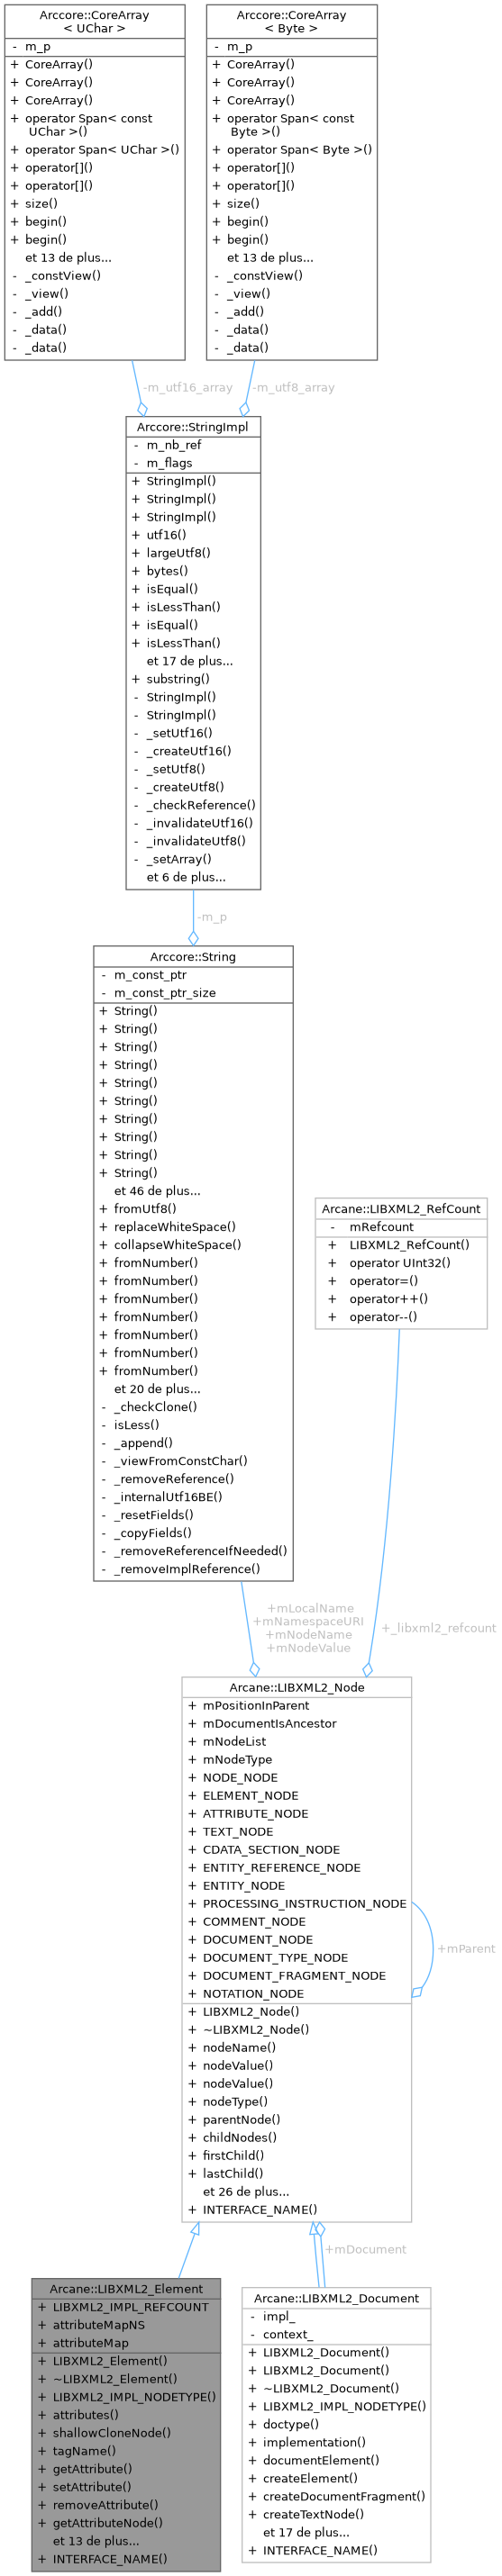 Arccore::CoreArray
< UChar >
- m_p
+ CoreArray()
+ CoreArray()
+ CoreArray()
+ operator Span< const
UChar >()
+ operator Span< UChar >()
+ operator[]()
+ operator[]()
+ size()
+ begin()
+ begin()
et 13 de plus...
- _constView()
- _view()
- _add()
- _data()
- _data()
Arccore::CoreArray
< Byte >
- m_p
+ CoreArray()
+ CoreArray()
+ CoreArray()
+ operator Span< const
Byte >()
+ operator Span< Byte >()
+ operator[]()
+ operator[]()
+ size()
+ begin()
+ begin()
et 13 de plus...
- _constView()
- _view()
- _add()
- _data()
- _data()
-m_utf16_array
-m_utf8_array
Arccore::StringImpl
- m_nb_ref
- m_flags
+ StringImpl()
+ StringImpl()
+ StringImpl()
+ utf16()
+ largeUtf8()
+ bytes()
+ isEqual()
+ isLessThan()
+ isEqual()
+ isLessThan()
et 17 de plus...
+ substring()
- StringImpl()
- StringImpl()
- _setUtf16()
- _createUtf16()
- _setUtf8()
- _createUtf8()
- _checkReference()
- _invalidateUtf16()
- _invalidateUtf8()
- _setArray()
et 6 de plus...
-m_p
Arccore::String
- m_const_ptr
- m_const_ptr_size
+ String()
+ String()
+ String()
+ String()
+ String()
+ String()
+ String()
+ String()
+ String()
+ String()
et 46 de plus...
+ fromUtf8()
+ replaceWhiteSpace()
+ collapseWhiteSpace()
+ fromNumber()
+ fromNumber()
+ fromNumber()
+ fromNumber()
+ fromNumber()
+ fromNumber()
+ fromNumber()
et 20 de plus...
- _checkClone()
- isLess()
- _append()
- _viewFromConstChar()
- _removeReference()
- _internalUtf16BE()
- _resetFields()
- _copyFields()
- _removeReferenceIfNeeded()
- _removeImplReference()
Arcane::LIBXML2_RefCount
- mRefcount
+ LIBXML2_RefCount()
+ operator UInt32()
+ operator=()
+ operator++()
+ operator--()
+mLocalName
+mNamespaceURI
+mNodeName
+mNodeValue
+_libxml2_refcount
Arcane::LIBXML2_Node
+ mPositionInParent
+ mDocumentIsAncestor
+ mNodeList
+ mNodeType
+ NODE_NODE
+ ELEMENT_NODE
+ ATTRIBUTE_NODE
+ TEXT_NODE
+ CDATA_SECTION_NODE
+ ENTITY_REFERENCE_NODE
+ ENTITY_NODE
+ PROCESSING_INSTRUCTION_NODE
+ COMMENT_NODE
+ DOCUMENT_NODE
+ DOCUMENT_TYPE_NODE
+ DOCUMENT_FRAGMENT_NODE
+ NOTATION_NODE
+ LIBXML2_Node()
+ ~LIBXML2_Node()
+ nodeName()
+ nodeValue()
+ nodeValue()
+ nodeType()
+ parentNode()
+ childNodes()
+ firstChild()
+ lastChild()
et 26 de plus...
+ INTERFACE_NAME()
+mParent
+mDocument
Arcane::LIBXML2_Element
+ LIBXML2_IMPL_REFCOUNT
+ attributeMapNS
+ attributeMap
+ LIBXML2_Element()
+ ~LIBXML2_Element()
+ LIBXML2_IMPL_NODETYPE()
+ attributes()
+ shallowCloneNode()
+ tagName()
+ getAttribute()
+ setAttribute()
+ removeAttribute()
+ getAttributeNode()
et 13 de plus...
+ INTERFACE_NAME()
Arcane::LIBXML2_Document
- impl_
- context_
+ LIBXML2_Document()
+ LIBXML2_Document()
+ ~LIBXML2_Document()
+ LIBXML2_IMPL_NODETYPE()
+ doctype()
+ implementation()
+ documentElement()
+ createElement()
+ createDocumentFragment()
+ createTextNode()
et 17 de plus...
+ INTERFACE_NAME()